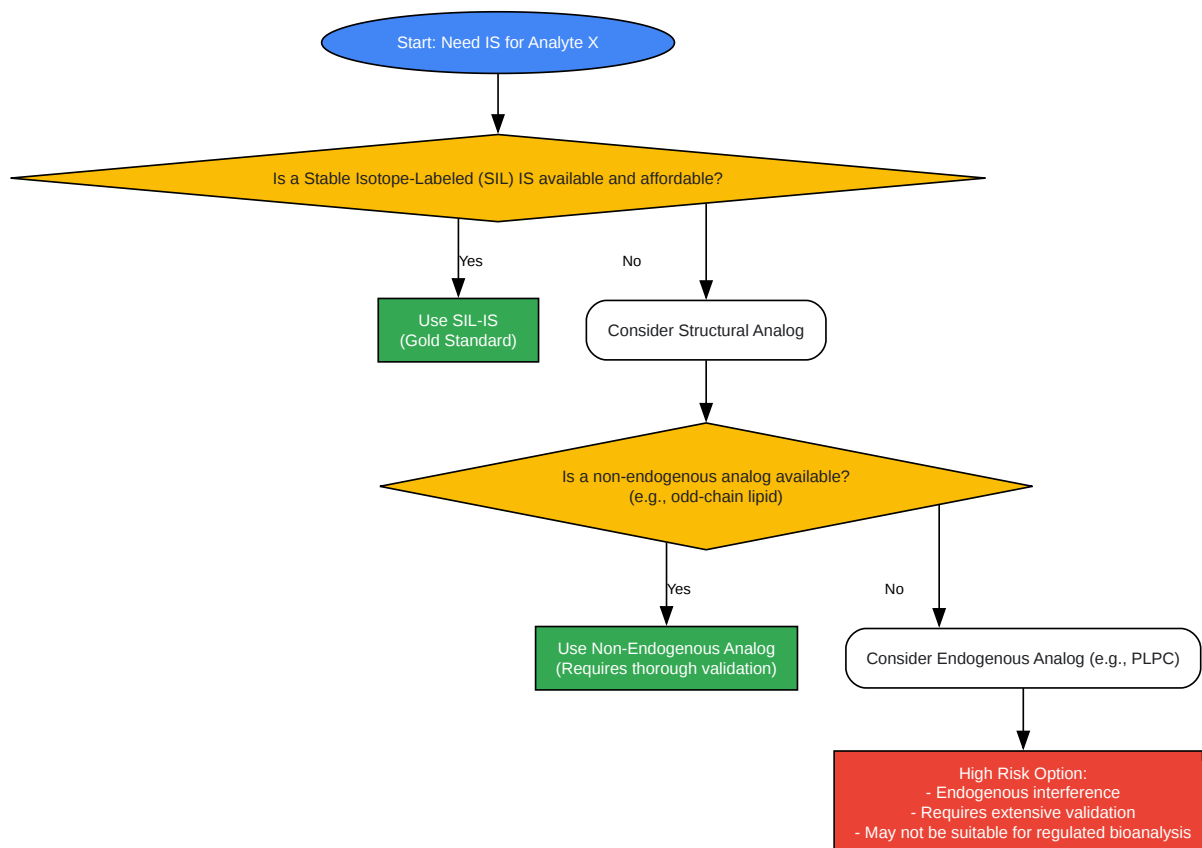 Start: Need IS for Analyte X
Is a Stable Isotope-Labeled (SIL) IS available and affordable?
Yes
No
Use SIL-IS
(Gold Standard)
Consider Structural Analog
Is a non-endogenous analog available?
(e.g., odd-chain lipid)
Yes
No
Use Non-Endogenous Analog
(Requires thorough validation)
Consider Endogenous Analog (e.g., PLPC)
High Risk Option:
- Endogenous interference
- Requires extensive validation
- May not be suitable for regulated bioanalysis